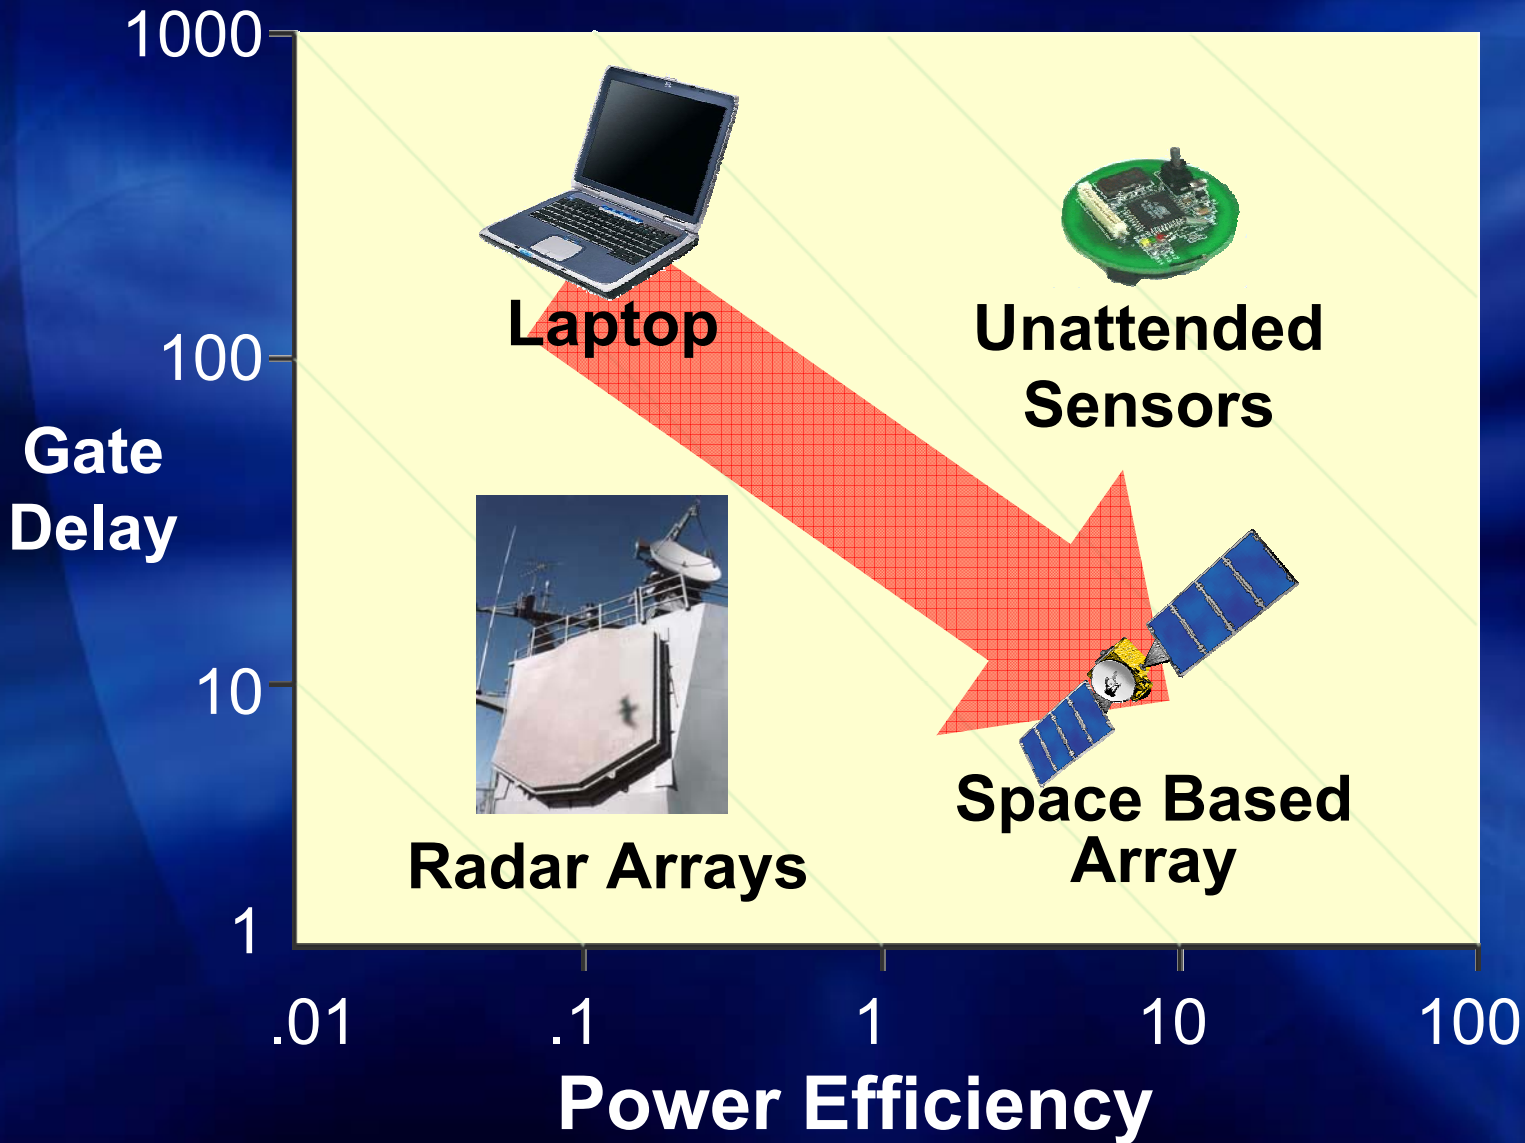 1000
Laptop
Unattended
Sensors
100
Gate
Delay
10
Space Based
Array
Radar Arrays
1
.01
.1
1
10
100
Power Efficiency